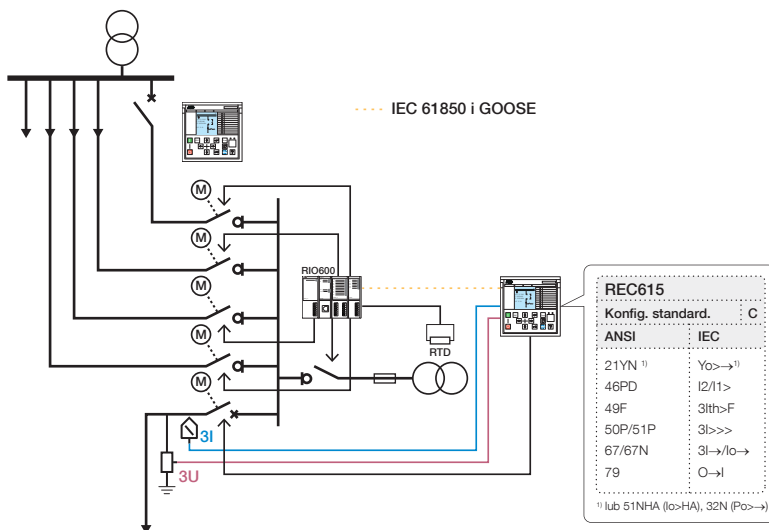 IEC 61850 i GOOSE
M
M
RIO600
M
M
M
RTD
3I
3U
REC615
Konfig. standard. C
ANSI IEC
21YN ¹⁾ Yo>→¹⁾
46PD I2/I1>
49F 3Ith>F
50P/51P 3I>>>
67/67N 3I→/Io→
79 O→I
¹⁾ lub 51NHA (Io>HA), 32N (Po>→)